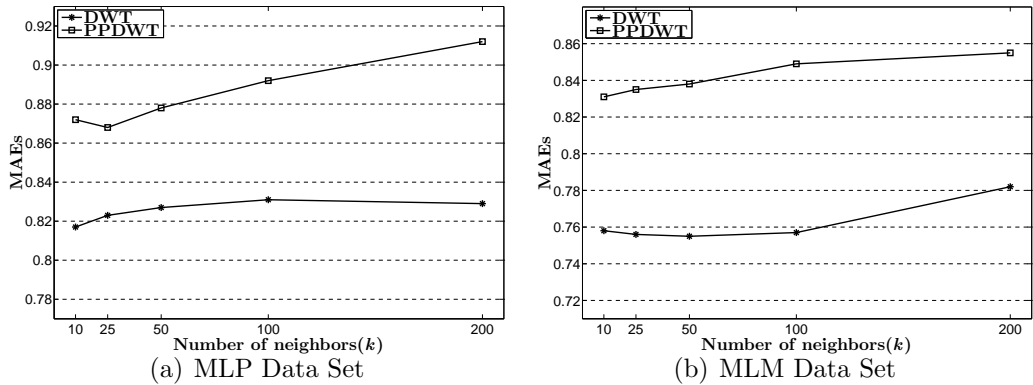 DWT
PPDWT
0.92
0.9
0.88
0.86
0.84
0.82
0.8
0.78
MAEs
10 25 50 100 200
Number of neighbors(k)
(a) MLP Data Set
DWT
PPDWT
0.86
0.84
0.82
0.8
0.78
0.76
0.74
0.72
MAEs
10 25 50 100 200
Number of neighbors(k)
(b) MLM Data Set